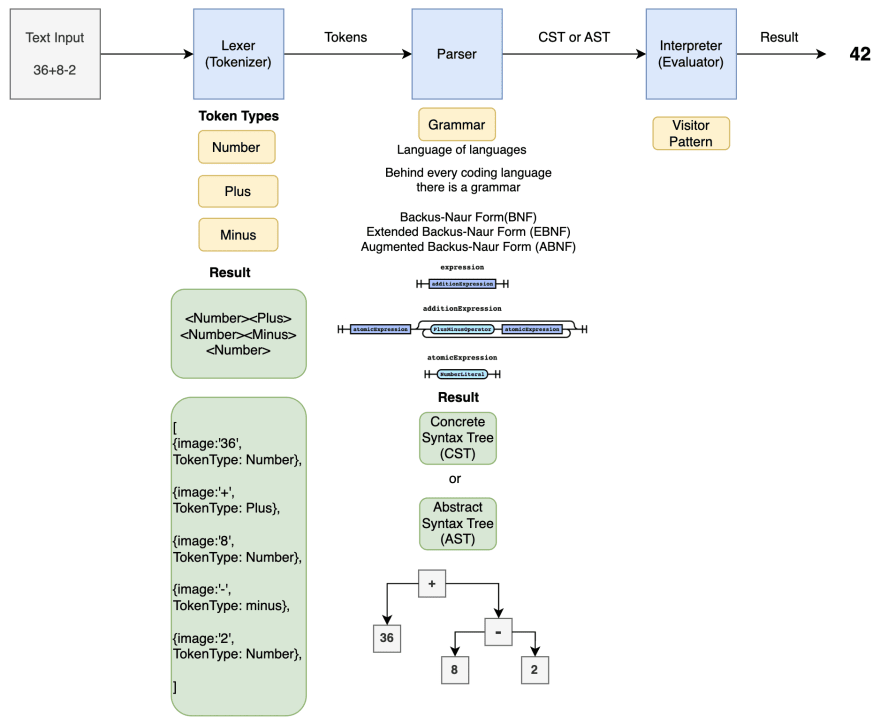 Text Input
36+8-2
Lexer
(Tokenizer)
Tokens
Parser
CST or AST
Interpreter
(Evaluator)
Result
42
Token Types
Number
Plus
Minus
Result
<Number><Plus>
<Number><Minus>
<Number>
[
{image:'36',
TokenType: Number},
{image:'+',
TokenType: Plus},
{image:'8',
TokenType: Number},
{image:'-',
TokenType: minus},
{image:'2',
TokenType: Number},
]
Grammar
Language of languages
Behind every coding language
there is a grammar
Backus-Naur Form(BNF)
Extended Backus-Naur Form (EBNF)
Augmented Backus-Naur Form (ABNF)
expression
additionExpression
additionExpression
atomicExpression PlusMinusOperator atomicExpression
atomicExpression
NumberLiteral
Result
Concrete
Syntax Tree
(CST)
or
Abstract
Syntax Tree
(AST)
+
36
-
8 2
Visitor
Pattern